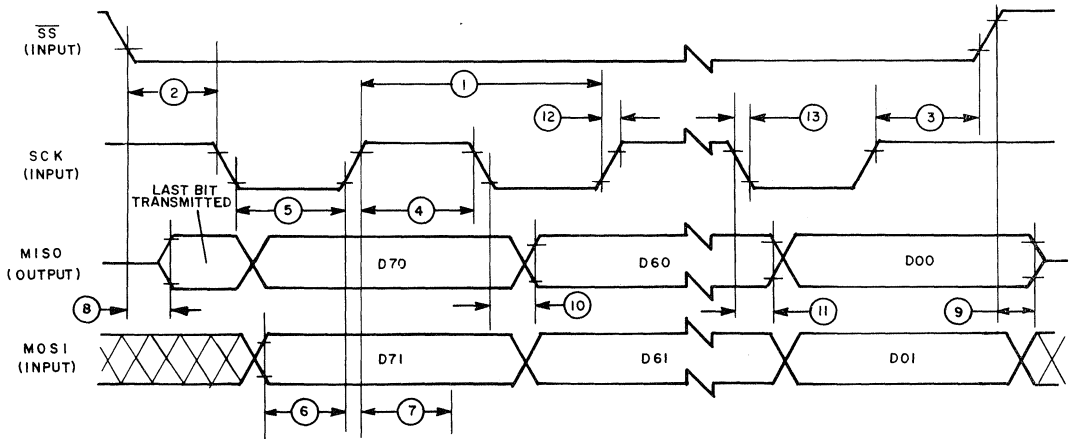 SS
(INPUT)
2
1
12
13
3
SCK
(INPUT)
LAST BIT
TRANSMITTED
5
4
MISO
(OUTPUT)
D70
D60
D00
8
10
11
9
MOSI
(INPUT)
D71
D61
D01
6
7